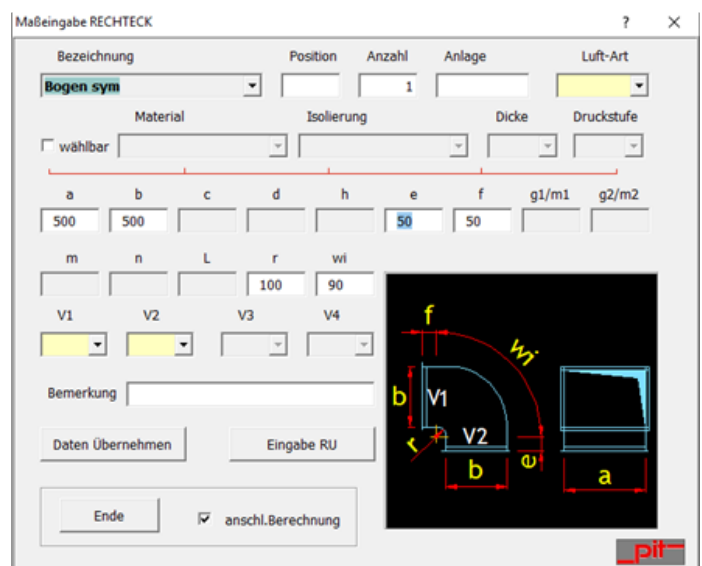 Maßeingabe RECHTECK ? ×
Bezeichnung Position Anzahl Anlage Luft-Art
Bogen sym 1
Material Isolierung Dicke Druckstufe
wählbar
a b c d h e f g1/m1 g2/m2
500 500 50 50
m n L r wi
100 90
V1 V2 V3 V4
f
wi
b V1
r V2 e
b a
Bemerkung
Daten Übernehmen Eingabe RU
Ende anschl.Berechnung
pit